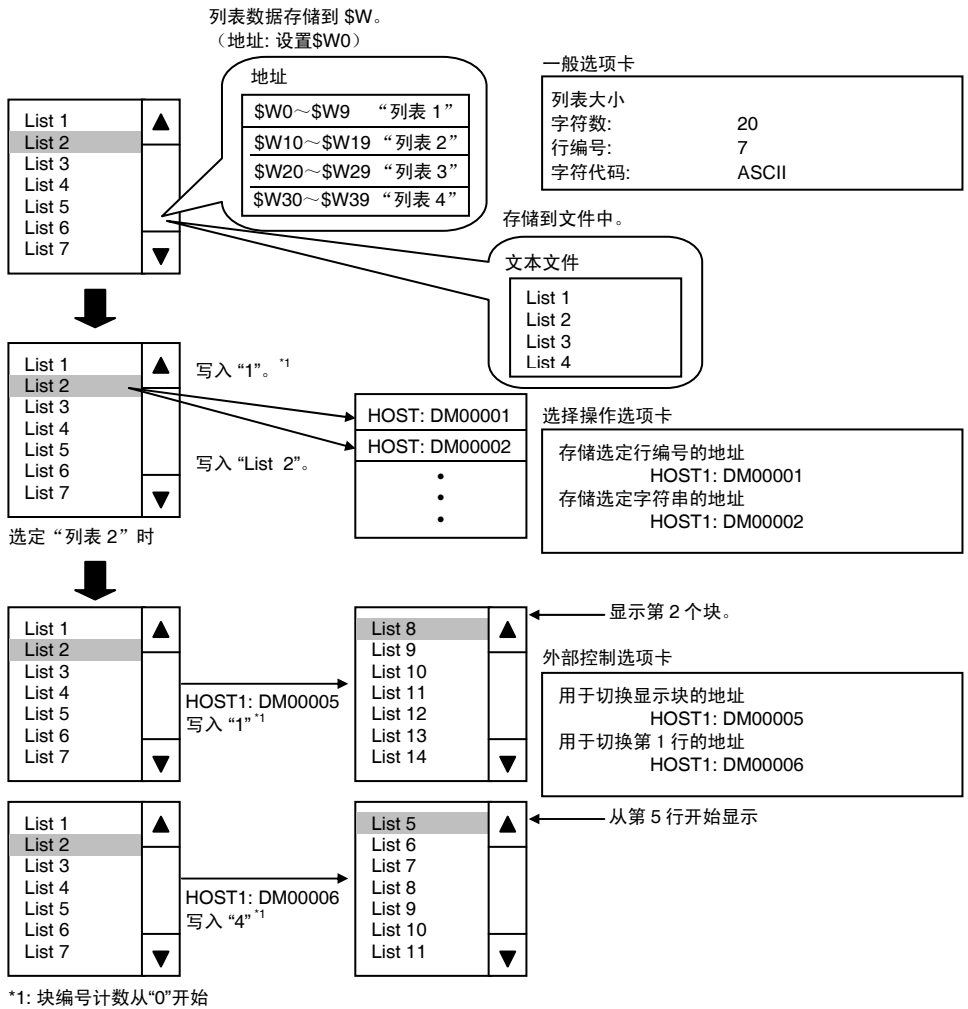 列表数据存储到 $W。
（地址: 设置$W0）
地址
$W0～$W9 “列表 1”
$W10～$W19 “列表 2”
$W20～$W29 “列表 3”
$W30～$W39 “列表 4”
List 1
List 2
List 3
List 4
List 5
List 6
List 7
一般选项卡
列表大小
字符数: 20
行编号: 7
字符代码: ASCII
存储到文件中。
文本文件
List 1
List 2
List 3
List 4
List 1
List 2
List 3
List 4
List 5
List 6
List 7
写入 “1”。*1
写入 “List 2”。
HOST: DM00001
HOST: DM00002
选择操作选项卡
存储选定行编号的地址
HOST1: DM00001
存储选定字符串的地址
HOST1: DM00002
选定“列表 2”时
List 1
List 2
List 3
List 4
List 5
List 6
List 7
HOST1: DM00005
写入 “1”*1
List 8
List 9
List 10
List 11
List 12
List 13
List 14
显示第 2 个块。
外部控制选项卡
用于切换显示块的地址
HOST1: DM00005
用于切换第 1 行的地址
HOST1: DM00006
List 1
List 2
List 3
List 4
List 5
List 6
List 7
HOST1: DM00006
写入 “4”*1
List 5
List 6
List 7
List 8
List 9
List 10
List 11
从第 5 行开始显示
*1: 块编号计数从“0”开始